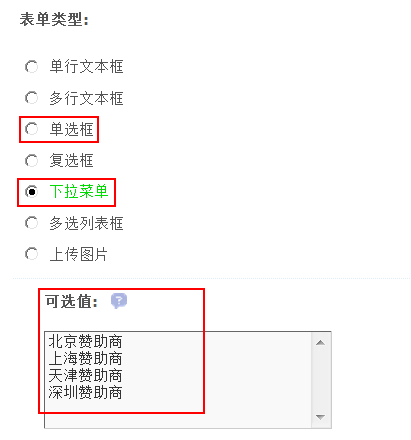 表单类型:
单行文本框
多行文本框
单选框
复选框
下拉菜单
多选列表框
上传图片
可选值: ?
北京赞助商
上海赞助商
天津赞助商
深圳赞助商